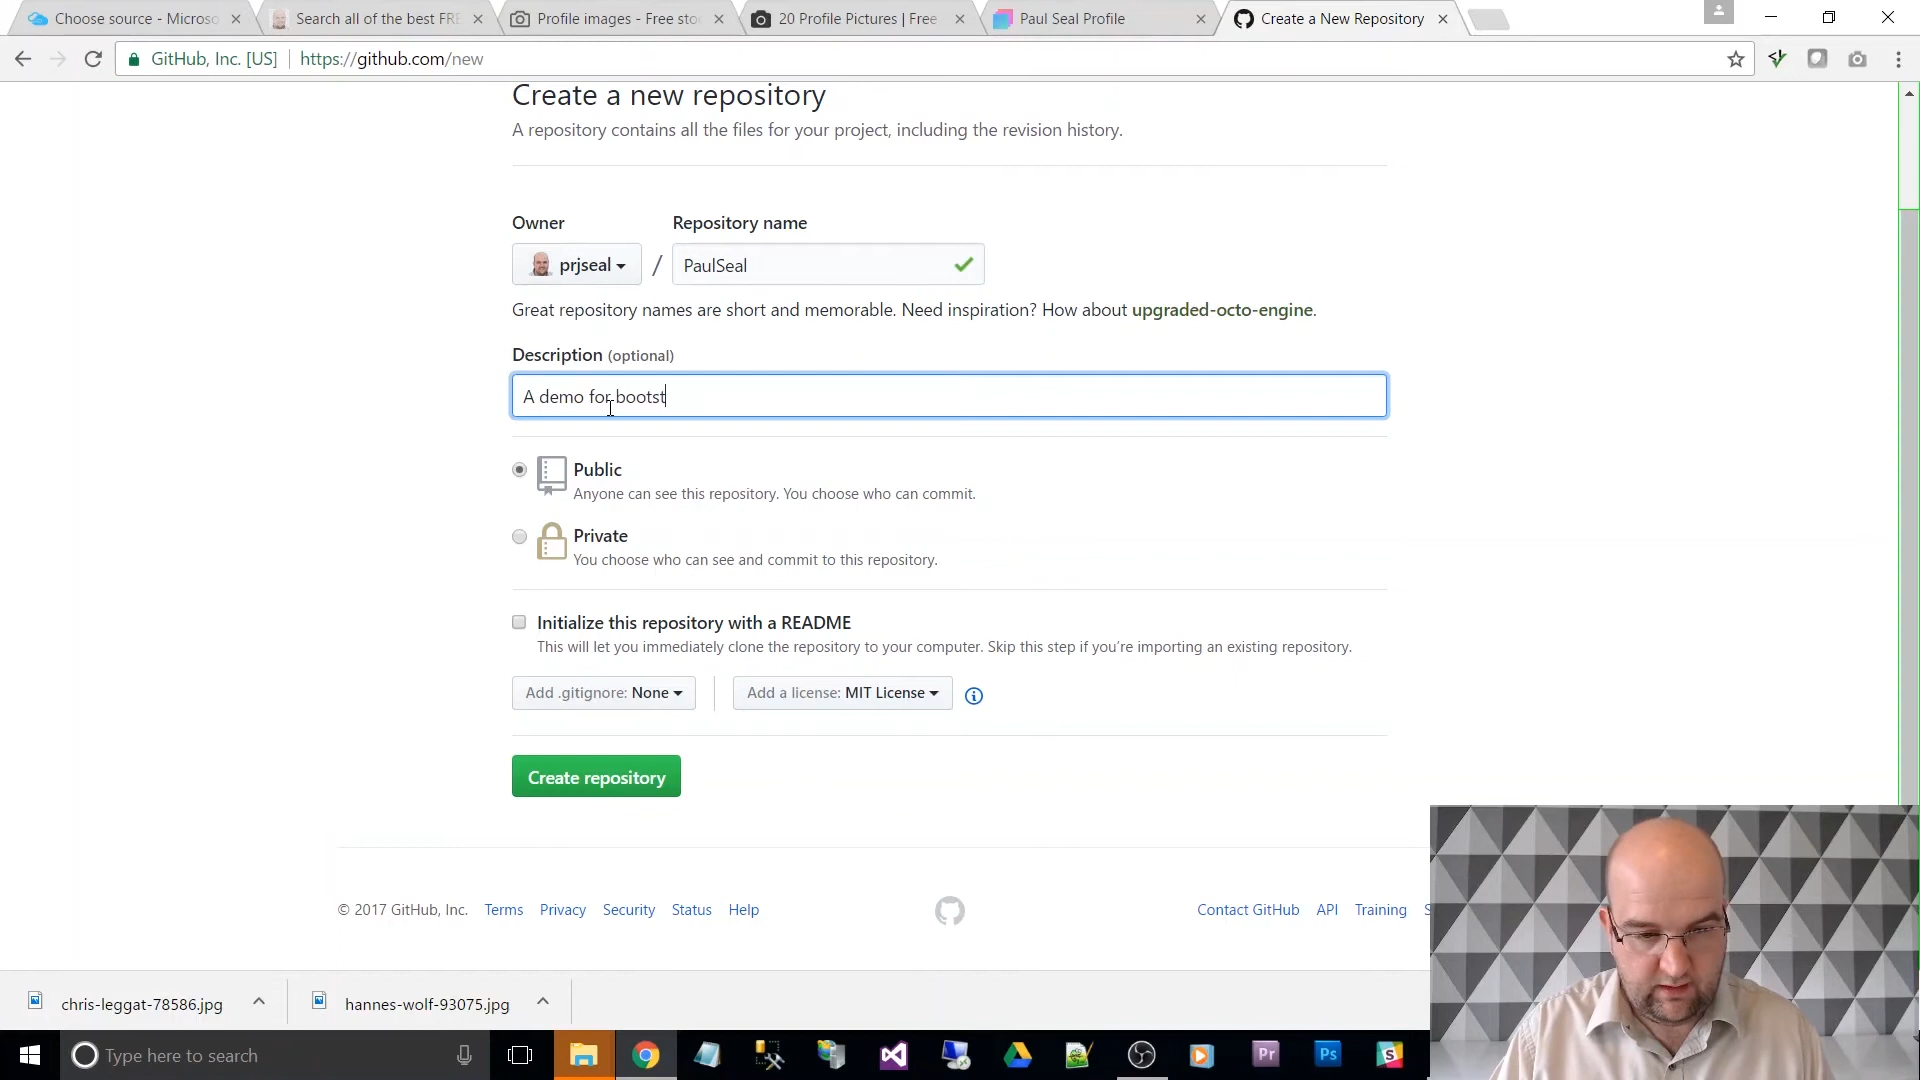 Choose source - Microso
Search all of the best FRE
Profile images - Free sto
20 Profile Pictures | Free
Paul Seal Profile
Create a New Repository
GitHub, Inc. [US]
https://github.com/new
Create a new repository
A repository contains all the files for your project, including the revision history.
Owner
Repository name
prjseal
/
PaulSeal
Great repository names are short and memorable. Need inspiration? How about upgraded-octo-engine.
Description (optional)
A demo for bootst
Public
Anyone can see this repository. You choose who can commit.
Private
You choose who can see and commit to this repository.
Initialize this repository with a README
This will let you immediately clone the repository to your computer. Skip this step if you’re importing an existing repository.
Add .gitignore: None
Add a license: MIT License
Create repository
© 2017 GitHub, Inc. Terms Privacy Security Status Help
Contact GitHub API Training S
chris-leggat-78586.jpg
hannes-wolf-93075.jpg
Type here to search
Pr
Ps